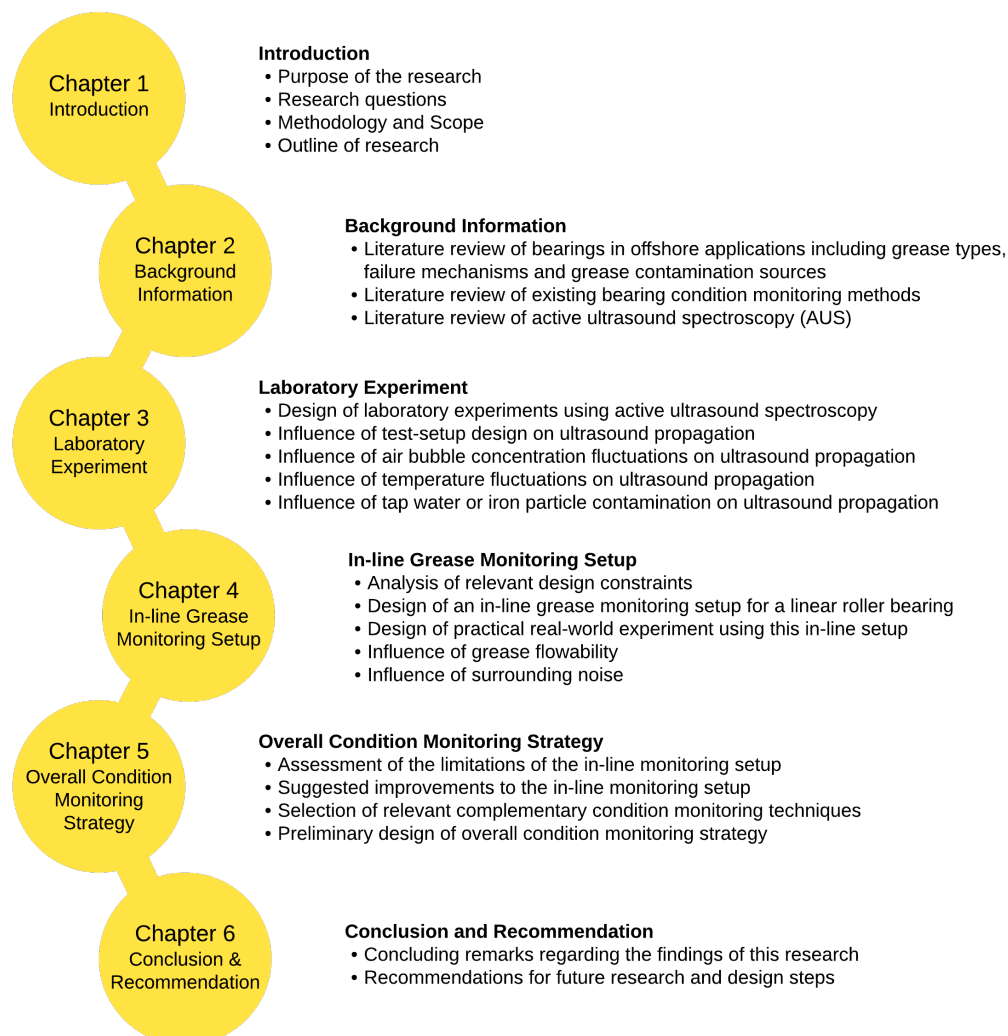 Chapter 1
Introduction
Introduction
• Purpose of the research
• Research questions
• Methodology and Scope
• Outline of research
Chapter 2
Background
Information
Background Information
• Literature review of bearings in offshore applications including grease types,
failure mechanisms and grease contamination sources
• Literature review of existing bearing condition monitoring methods
• Literature review of active ultrasound spectroscopy (AUS)
Chapter 3
Laboratory
Experiment
Laboratory Experiment
• Design of laboratory experiments using active ultrasound spectroscopy
• Influence of test-setup design on ultrasound propagation
• Influence of air bubble concentration fluctuations on ultrasound propagation
• Influence of temperature fluctuations on ultrasound propagation
• Influence of tap water or iron particle contamination on ultrasound propagation
Chapter 4
In-line Grease
Monitoring Setup
In-line Grease Monitoring Setup
• Analysis of relevant design constraints
• Design of an in-line grease monitoring setup for a linear roller bearing
• Design of practical real-world experiment using this in-line setup
• Influence of grease flowability
• Influence of surrounding noise
Chapter 5
Overall Condition
Monitoring
Strategy
Overall Condition Monitoring Strategy
• Assessment of the limitations of the in-line monitoring setup
• Suggested improvements to the in-line monitoring setup
• Selection of relevant complementary condition monitoring techniques
• Preliminary design of overall condition monitoring strategy
Chapter 6
Conclusion &
Recommendation
Conclusion and Recommendation
• Concluding remarks regarding the findings of this research
• Recommendations for future research and design steps